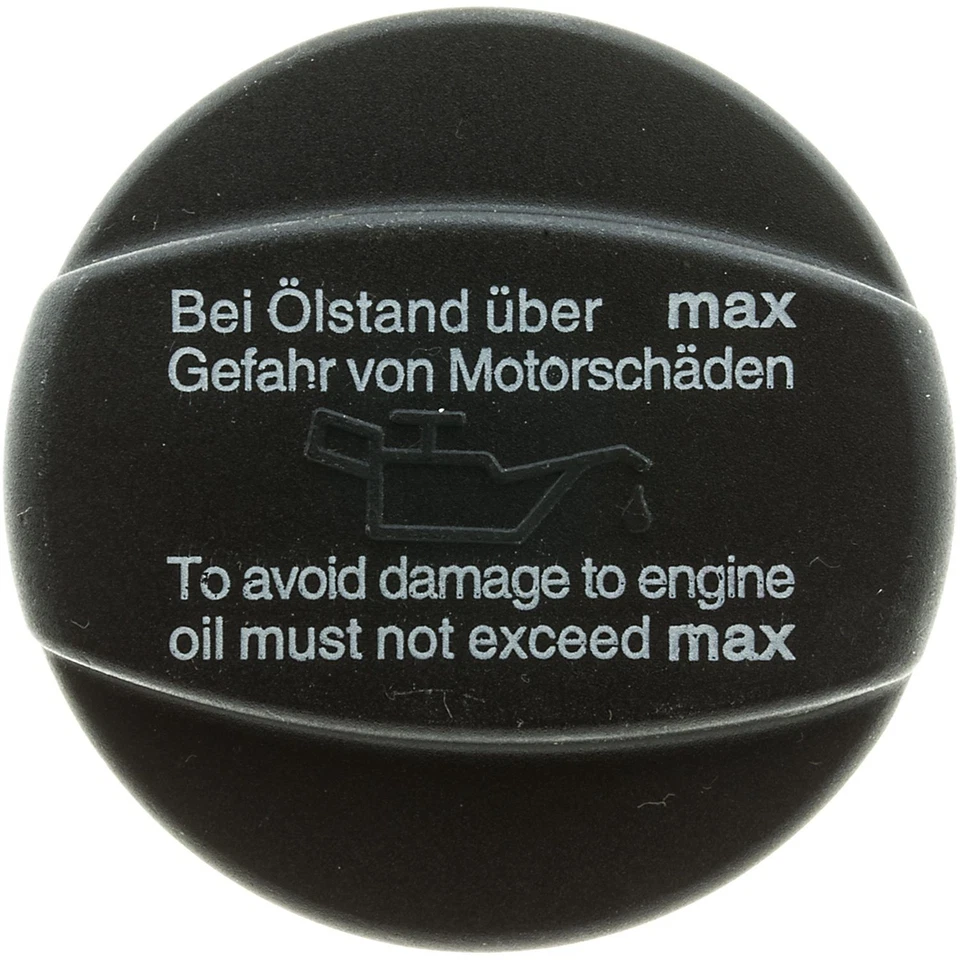 Bei Ölstand über max
Gefahr von Motorschäden
To avoid damage to engine
oil must not exceed max